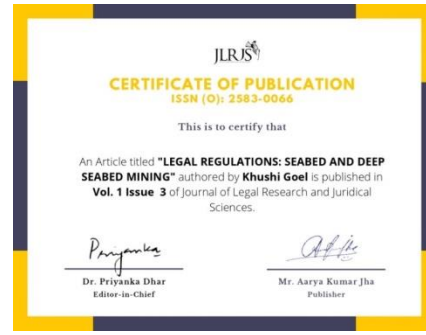 JLRJS
CERTIFICATE OF PUBLICATION
ISSN (O): 2583-0066
This is to certify that
An Article titled "LEGAL REGULATIONS: SEABED AND DEEP
SEABED MINING" authored by Khushi Goel is published in
Vol. 1 Issue 3 of Journal of Legal Research and Juridical
Sciences.
Priyanka
Dr. Priyanka Dhar
Editor-in-Chief
Mr. Aarya Kumar Jha
Publisher